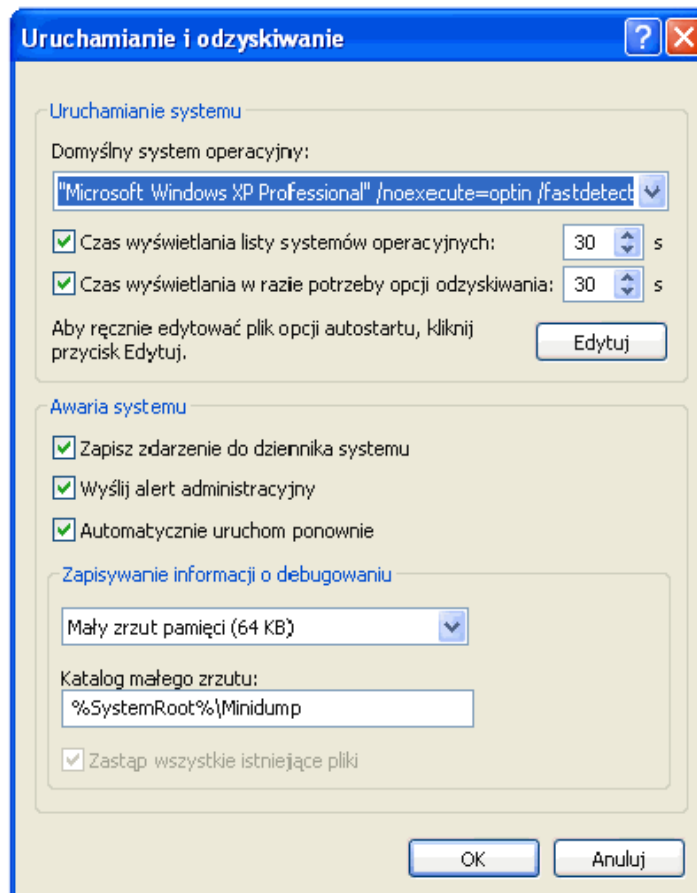 Uruchamianie i odzyskiwanie
Uruchamianie systemu
Domyślny system operacyjny:
"Microsoft Windows XP Professional" /noexecute=optin /fastdetect
Czas wyświetlania listy systemów operacyjnych: 30 s
Czas wyświetlania w razie potrzeby opcji odzyskiwania: 30 s
Aby ręcznie edytować plik opcji autostartu, kliknij
przycisk Edytuj.
Edytuj
Awaria systemu
Zapisz zdarzenie do dziennika systemu
Wyślij alert administracyjny
Automatycznie uruchom ponownie
Zapisywanie informacji o debugowaniu
Mały zrzut pamięci (64 KB)
Katalog małego zrzutu:
%SystemRoot%\Minidump
Zastąp wszystkie istniejące pliki
OK Anuluj